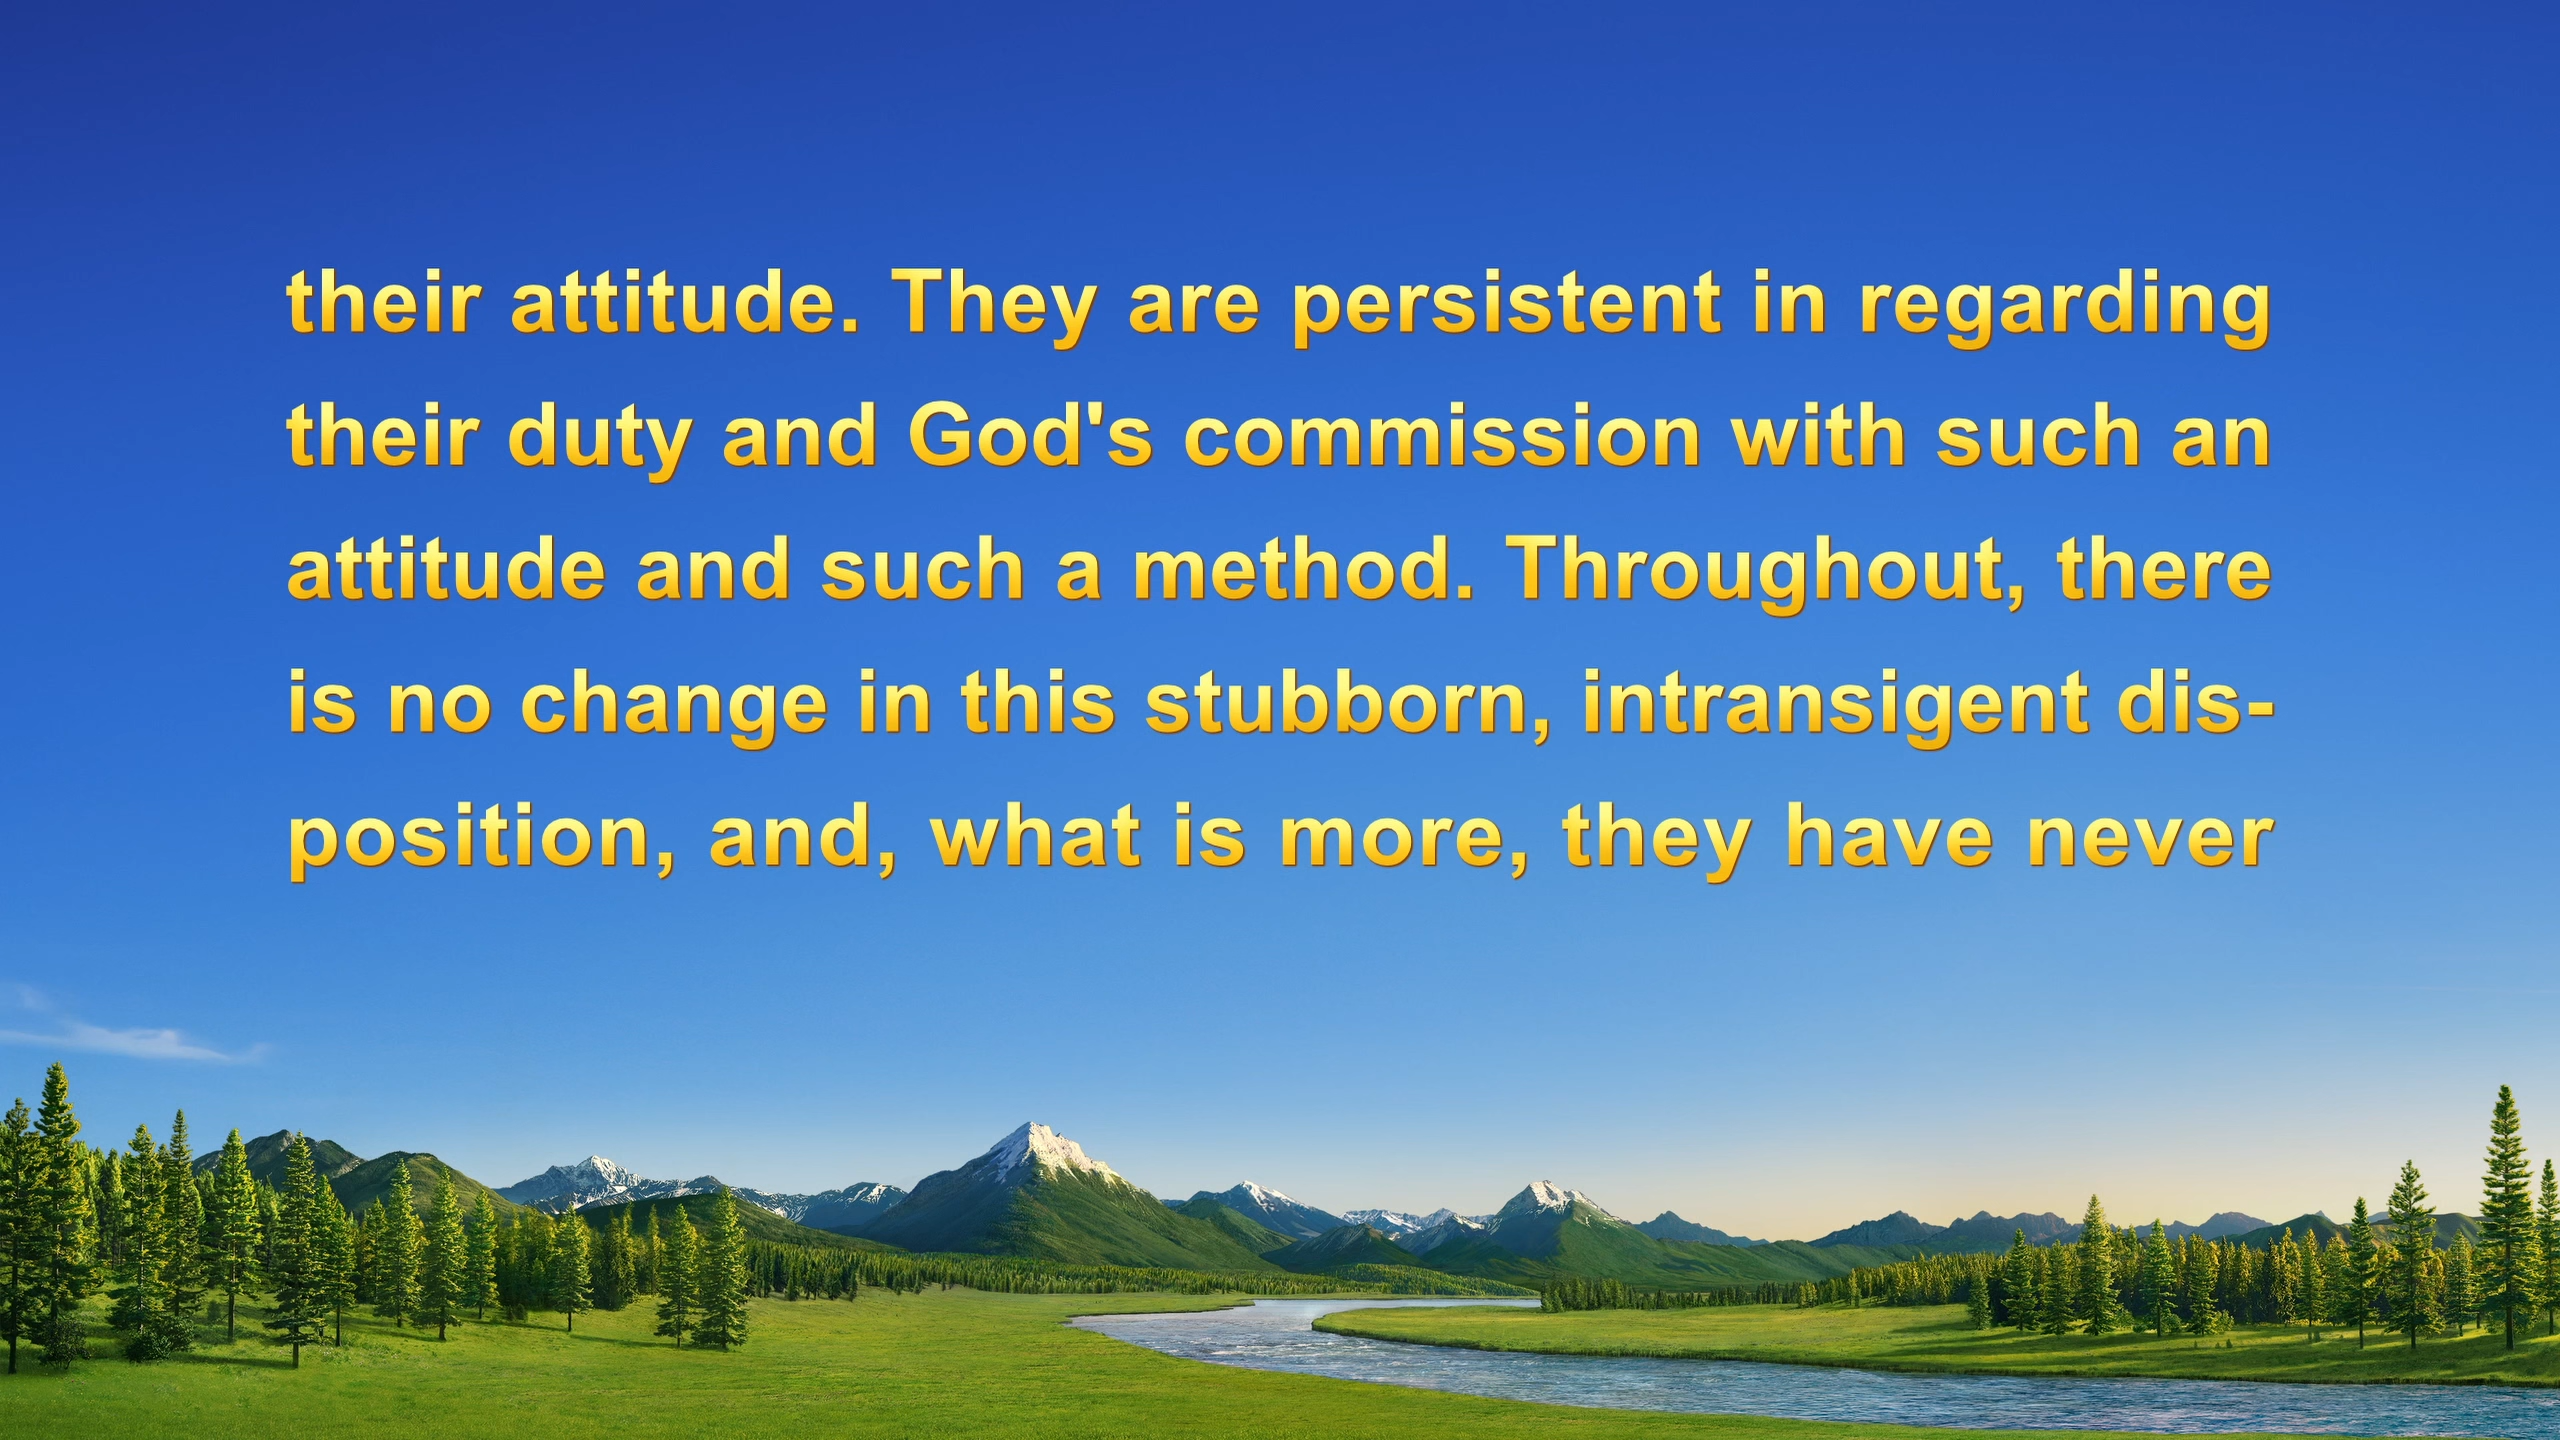 their attitude. They are persistent in regarding
their duty and God's commission with such an
attitude and such a method. Throughout, there
is no change in this stubborn, intransigent dis-
position, and, what is more, they have never